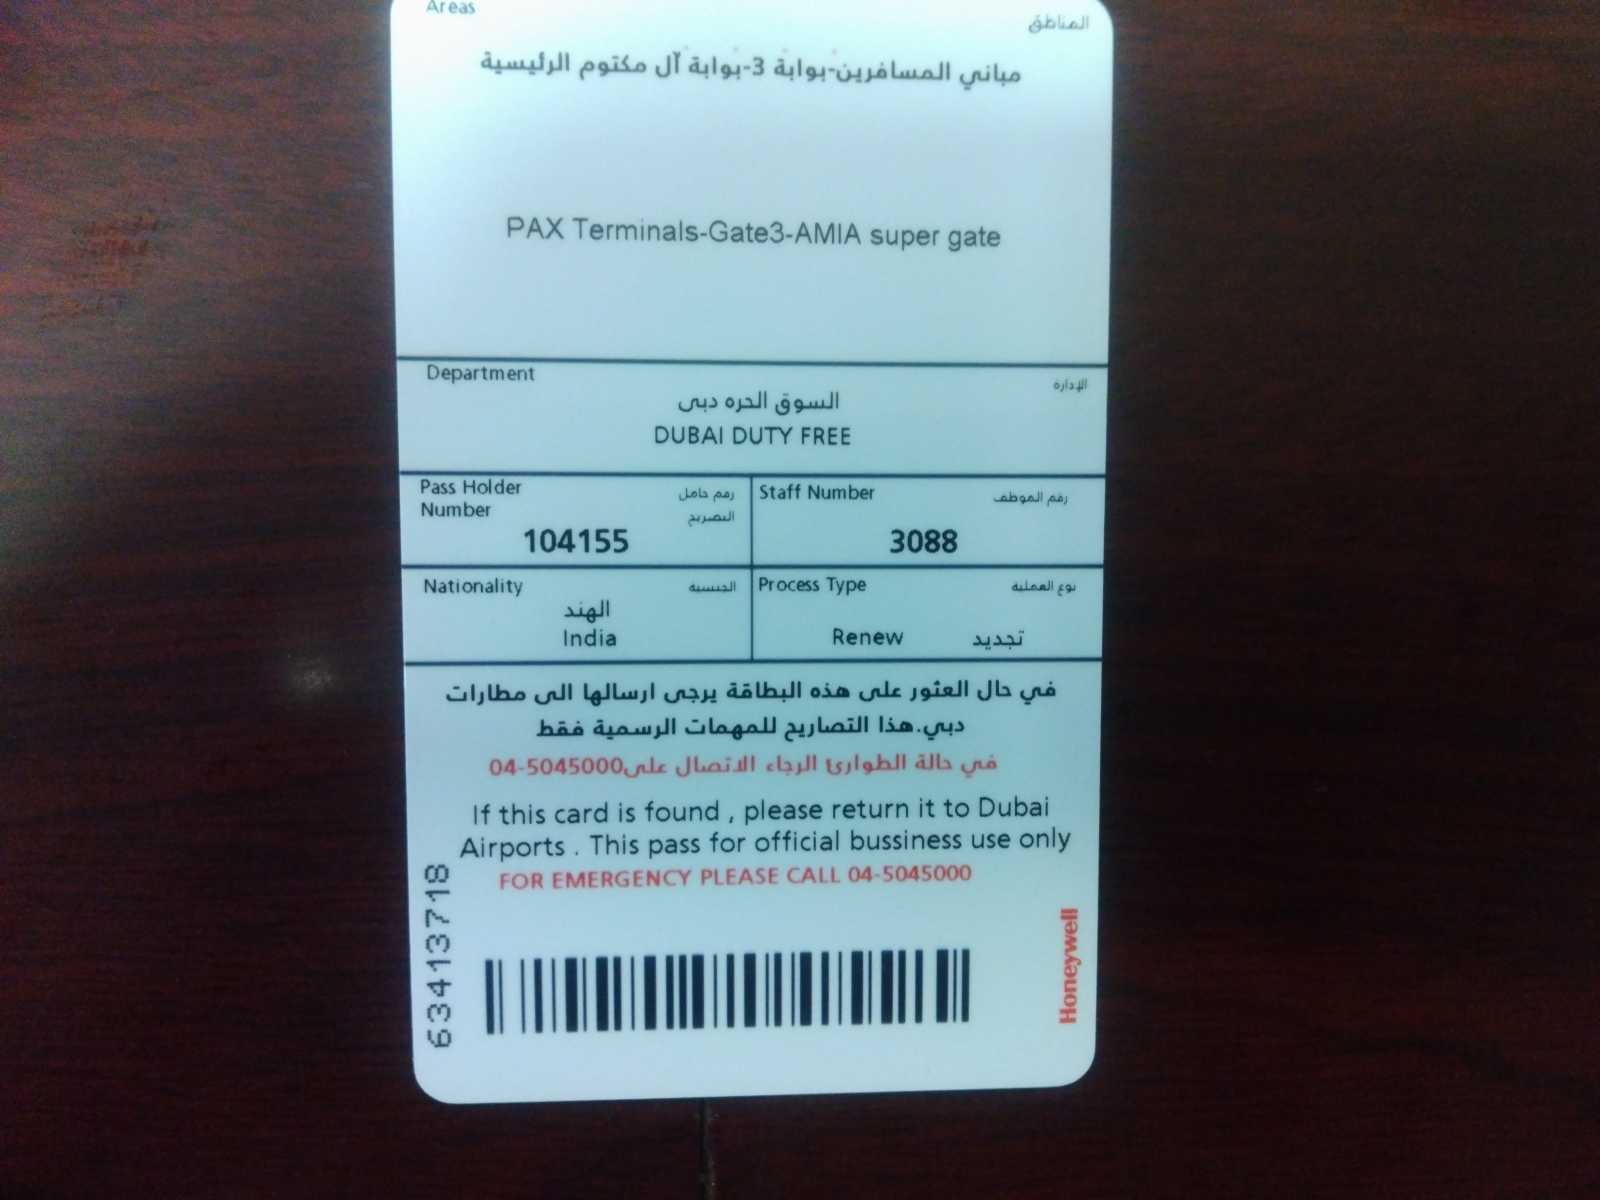 Areas
المناطق
مباني المسافرين-بوابة 3-بوابة آل مكتوم الرئيسية
PAX Terminals-Gate3-AMIA super gate
Department
الإدارة
السوق الحره دبى
DUBAI DUTY FREE
Pass Holder
Number
رقم حامل
التصريح
104155
Staff Number
رقم الموظف
3088
Nationality
الجنسية
الهند
India
Process Type
نوع العملية
Renew تجديد
في حال العثور على هذه البطاقة يرجى ارسالها الى مطارات
دبي.هذا التصاريح للمهمات الرسمية فقط
في حالة الطوارئ الرجاء الاتصال على04-5045000
If this card is found , please return it to Dubai
Airports . This pass for official bussiness use only
FOR EMERGENCY PLEASE CALL 04-5045000
63413718
Honeywell